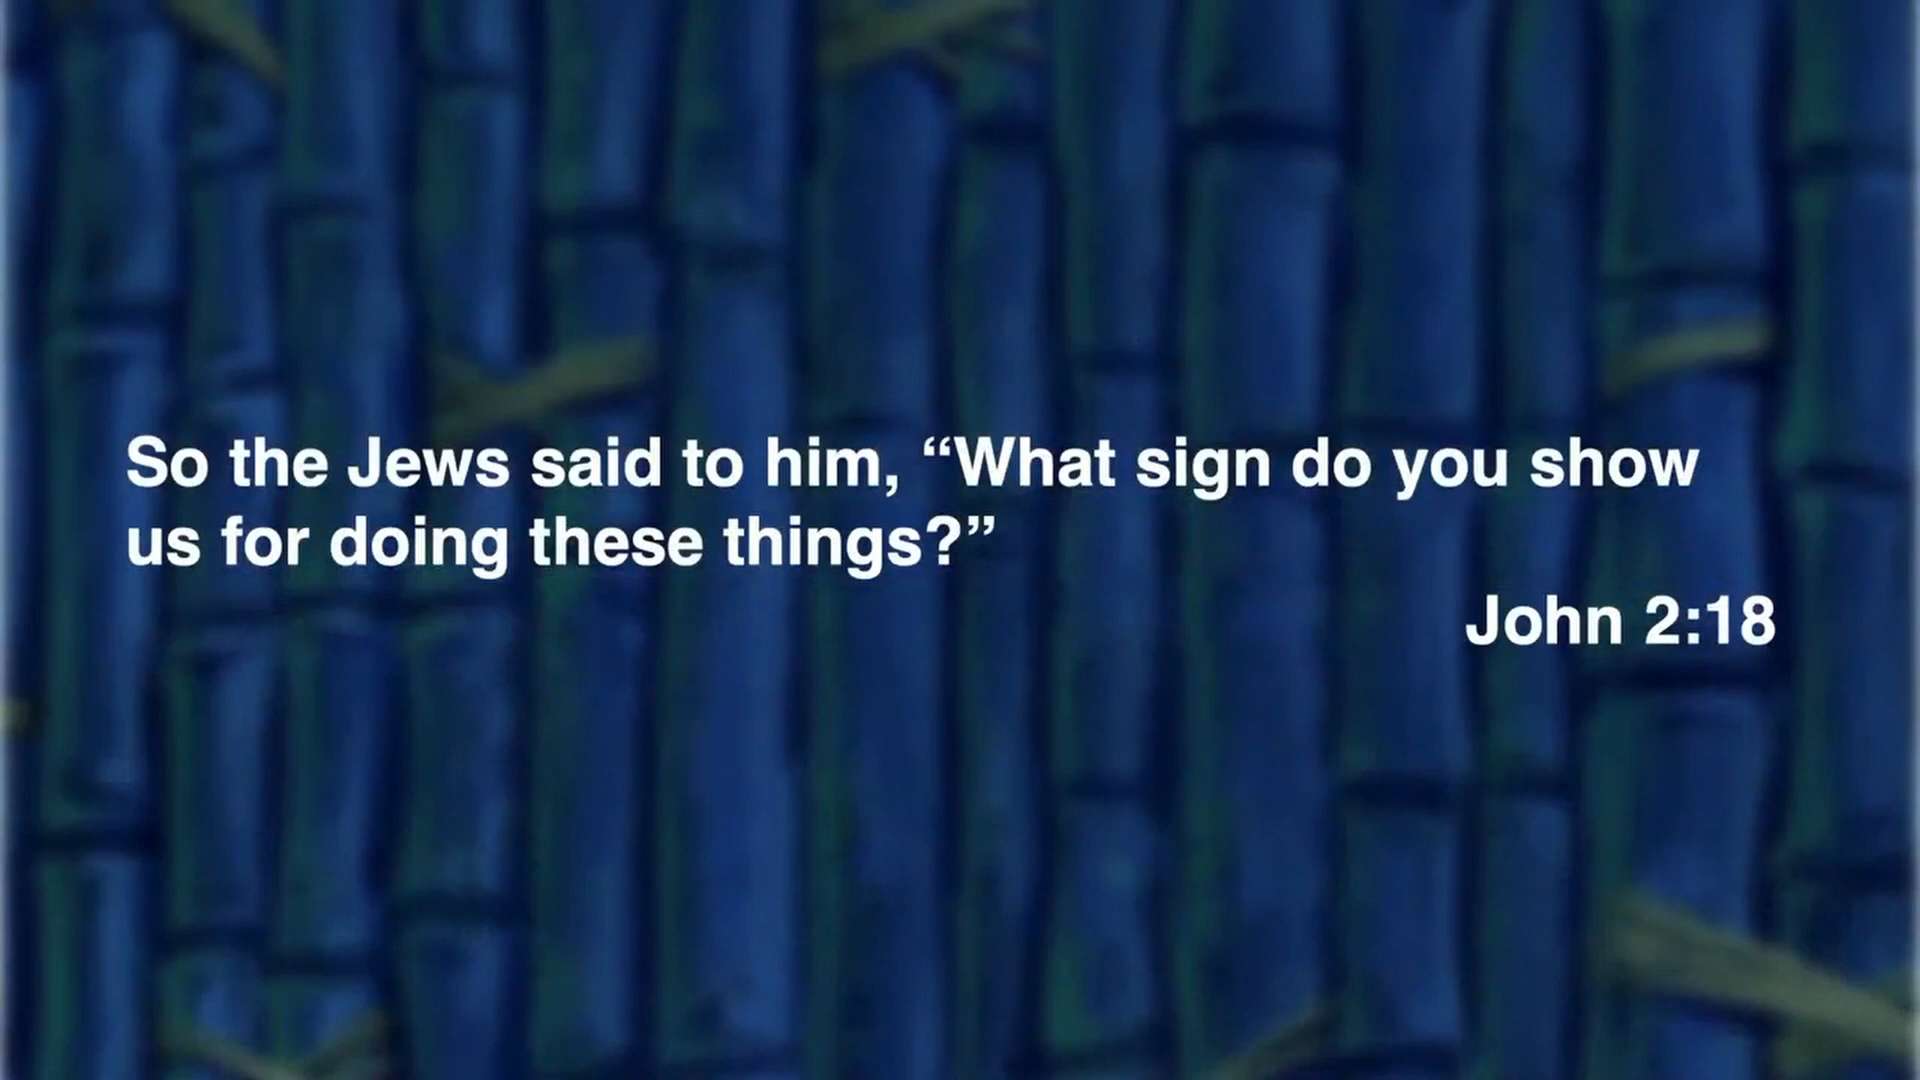 So the Jews said to him, “What sign do you show
us for doing these things?”
John 2:18